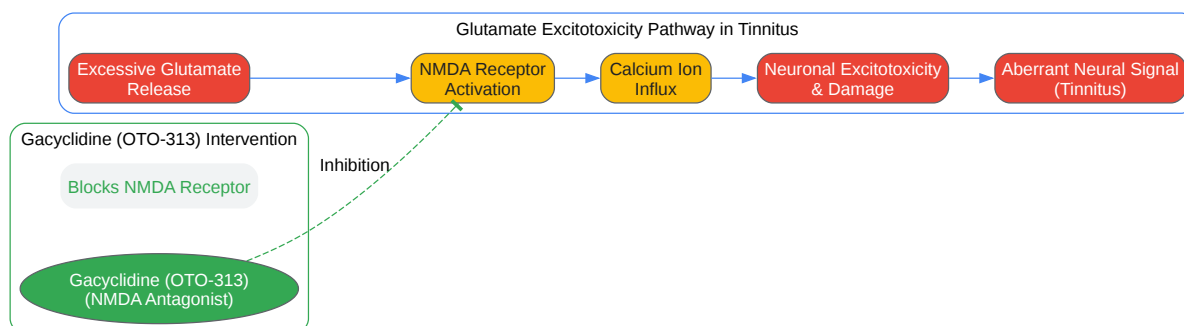 Glutamate Excitotoxicity Pathway in Tinnitus
Excessive Glutamate
Release
NMDA Receptor
Activation
Calcium Ion
Influx
Neuronal Excitotoxicity
& Damage
Aberrant Neural Signal
(Tinnitus)
Gacyclidine (OTO-313) Intervention
Inhibition
Blocks NMDA Receptor
Gacyclidine (OTO-313)
(NMDA Antagonist)